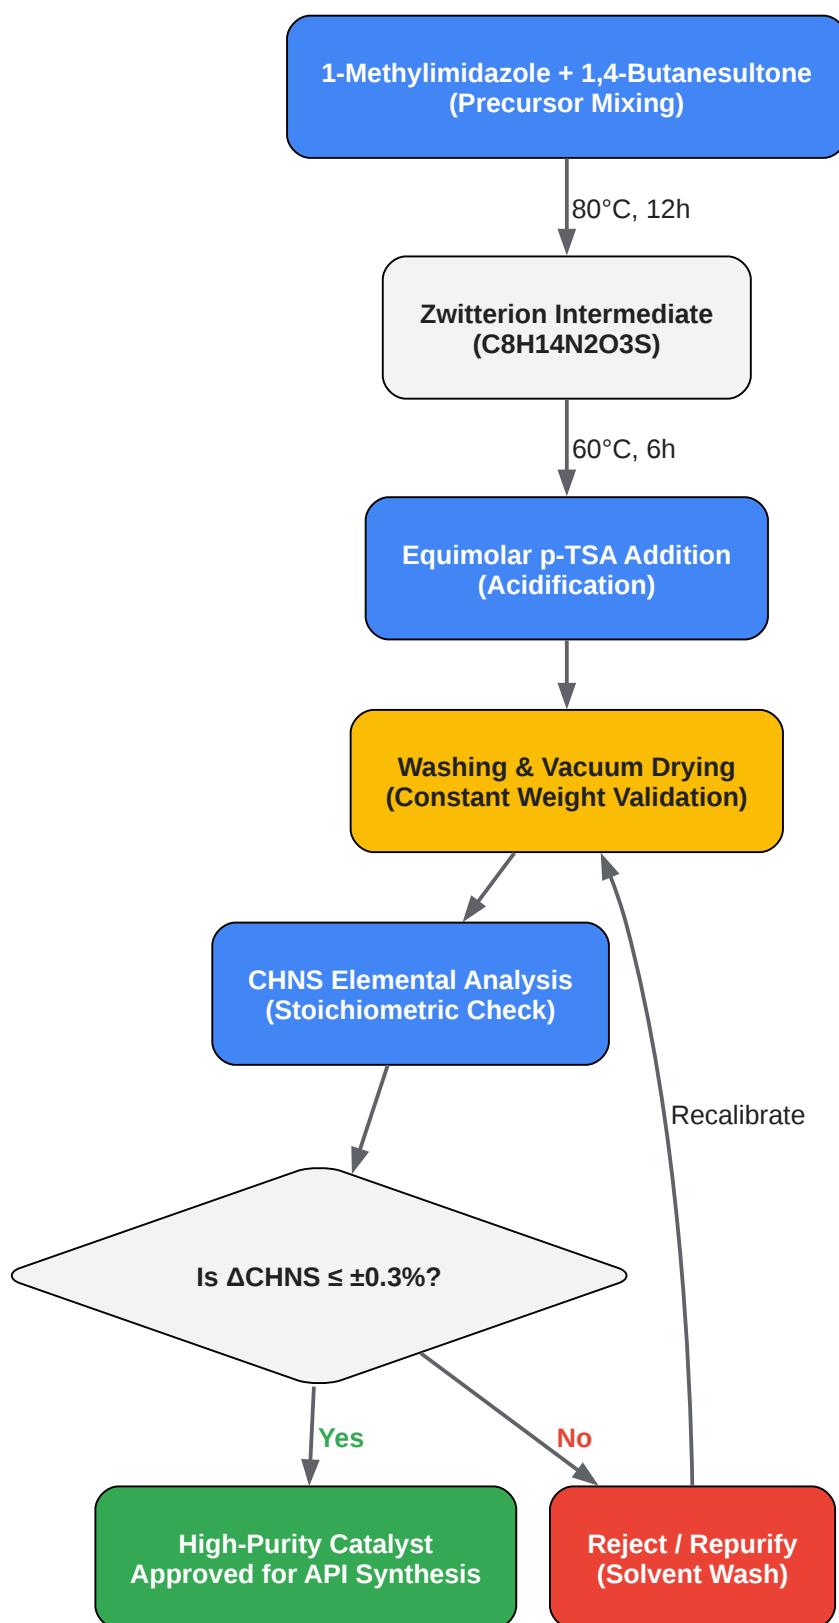 1-Methylimidazole + 1,4-Butanesultone
(Precursor Mixing)
80°C, 12h
Zwitterion Intermediate
(C8H14N2O3S)
60°C, 6h
Equimolar p-TSA Addition
(Acidification)
Washing & Vacuum Drying
(Constant Weight Validation)
CHNS Elemental Analysis
(Stoichiometric Check)
Recalibrate
Is ΔCHNS ≤ ±0.3%?
Yes
No
High-Purity Catalyst
Approved for API Synthesis
Reject / Repurify
(Solvent Wash)